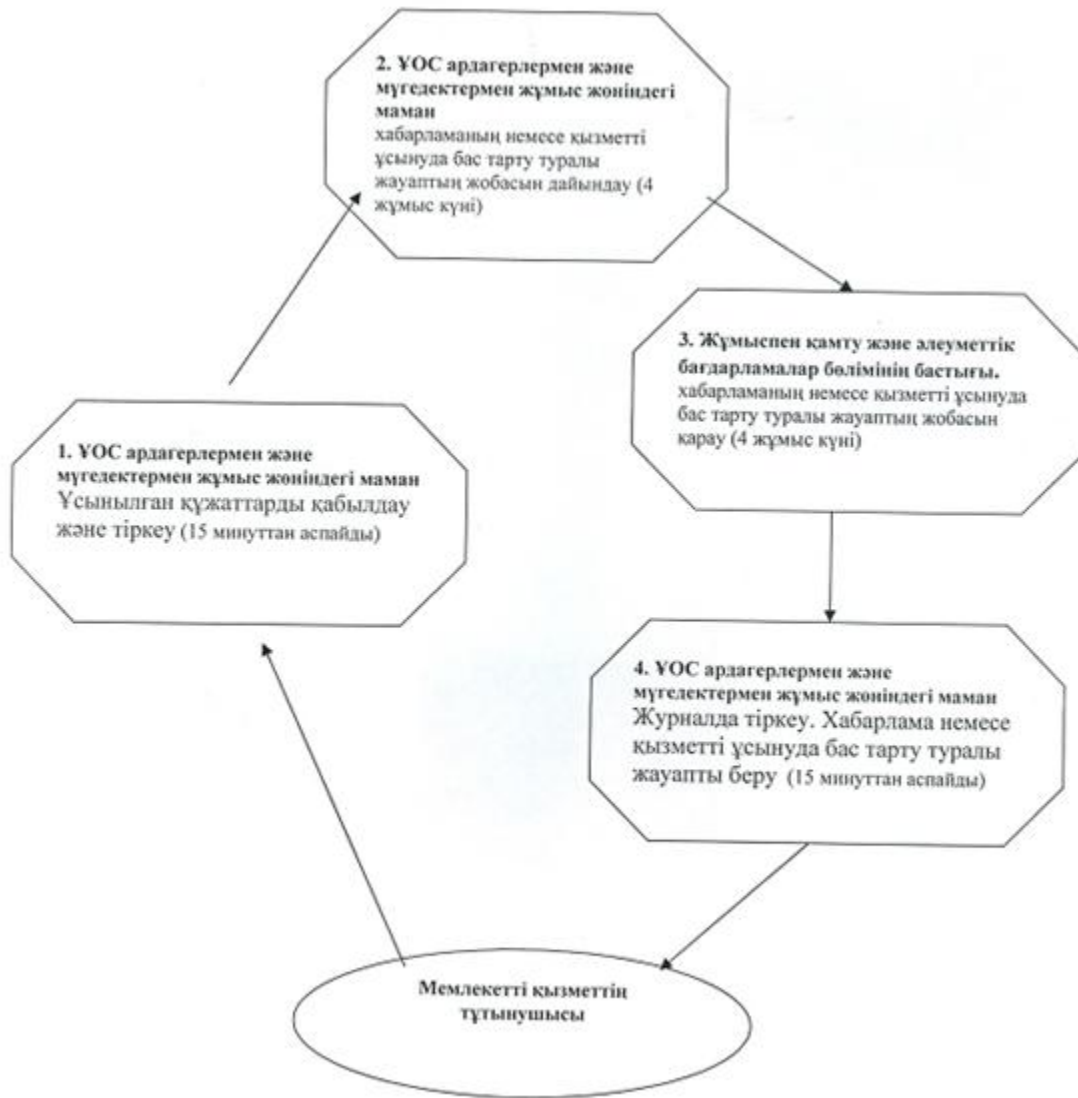 2. ҰОС ардагерлермен және
мүгедектермен жұмыс жөніндегі
маман
хабарламаның немесе қызметті
ұсынуда бас тарту туралы
жауаптың жобасын дайындау (4
жұмыс күні)
3. Жұмыспен қамту және әлеуметтік
бағдарламалар бөлімінің бастығы.
хабарламаның немесе қызметті ұсынуда
бас тарту туралы жауаптың жобасын
қарау (4 жұмыс күні)
1. ҰОС ардагерлермен және
мүгедектермен жұмыс жөніндегі маман
Ұсынылған құжаттарды қабылдау
және тіркеу (15 минуттан аспайды)
4. ҰОС ардагерлермен және
мүгедектермен жұмыс жөніндегі маман
Журналда тіркеу. Хабарлама немесе
қызметті ұсынуда бас тарту туралы
жауапты беру (15 минуттан аспайды)
Мемлекетті қызметтің
тұтынушысы